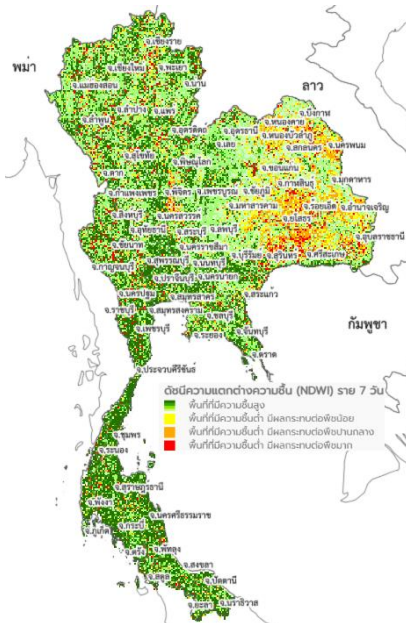 พม่า
ลาว
กัมพูชา
จ.เชียงราย
จ.เชียงใหม่
จ.พะเยา
จ.น่าน
จ.แม่ฮ่องสอน
จ.ลำปาง
จ.แพร่
จ.ลำพูน
จ.อุตรดิตถ์
จ.สุโขทัย
จ.พิษณุโลก
จ.ตาก
จ.เลย
จ.อุดรธานี
จ.หนองคาย
จ.บึงกาฬ
จ.หนองบัวลำภู
จ.สกลนคร
จ.นครพนม
จ.ขอนแก่น
จ.กาฬสินธุ์
จ.มุกดาหาร
จ.กำแพงเพชร
จ.พิจิตร
จ.เพชรบูรณ์
จ.ชัยภูมิ
จ.มหาสารคาม
จ.ร้อยเอ็ด
จ.อำนาจเจริญ
จ.ยโสธร
จ.อุบลราชธานี
จ.สิงหบุรี
จ.นครสวรรค์
จ.อุทัยธานี
จ.สระบุรี
จ.ลพบุรี
จ.ชัยนาท
จ.นครราชสีมา
จ.บุรีรัมย์
จ.สุรินทร์
จ.ศรีสะเกษ
จ.สุพรรณบุรี
จ.นนทบุรี
จ.กาญจนบุรี
จ.ปราจีนบุรี
จ.นครนายก
จ.สระแก้ว
จ.นครปฐม
จ.สมุทรสาคร
จ.ราชบุรี
จ.สมุทรสงคราม
จ.ชลบุรี
จ.เพชรบุรี
จ.ระยอง
จ.จันทบุรี
จ.ตราด
จ.ประจวบคีรีขันธ์
ดัชนีความแตกต่างความชื้น (NDWI) ราย 7 วัน
พื้นที่ที่มีความชื้นสูง
พื้นที่ที่มีความชื้นต่ำ มีผลกระทบต่อพืชน้อย
พื้นที่ที่มีความชื้นต่ำ มีผลกระทบต่อพืชปานกลาง
พื้นที่ที่มีความชื้นต่ำ มีผลกระทบต่อพืชมาก
จ.ชุมพร
จ.ระนอง
จ.สุราษฎร์ธานี
จ.พังงา
จ.นครศรีธรรมราช
จ.กระบี่
จ.ภูเก็ต
จ.ตรัง
จ.พัทลุง
จ.สงขลา
จ.สตูล
จ.ปัตตานี
จ.ยะลา
จ.นราธิวาส